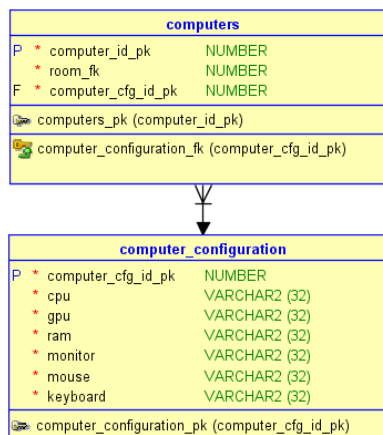 computers
P * computer_id_pk NUMBER
* room_fk NUMBER
F * computer_cfg_id_pk NUMBER
computers_pk (computer_id_pk)
computer_configuration_fk (computer_cfg_id_pk)
computer_configuration
P * computer_cfg_id_pk NUMBER
* cpu VARCHAR2 (32)
* gpu VARCHAR2 (32)
* ram VARCHAR2 (32)
* monitor VARCHAR2 (32)
* mouse VARCHAR2 (32)
* keyboard VARCHAR2 (32)
computer_configuration_pk (computer_cfg_id_pk)